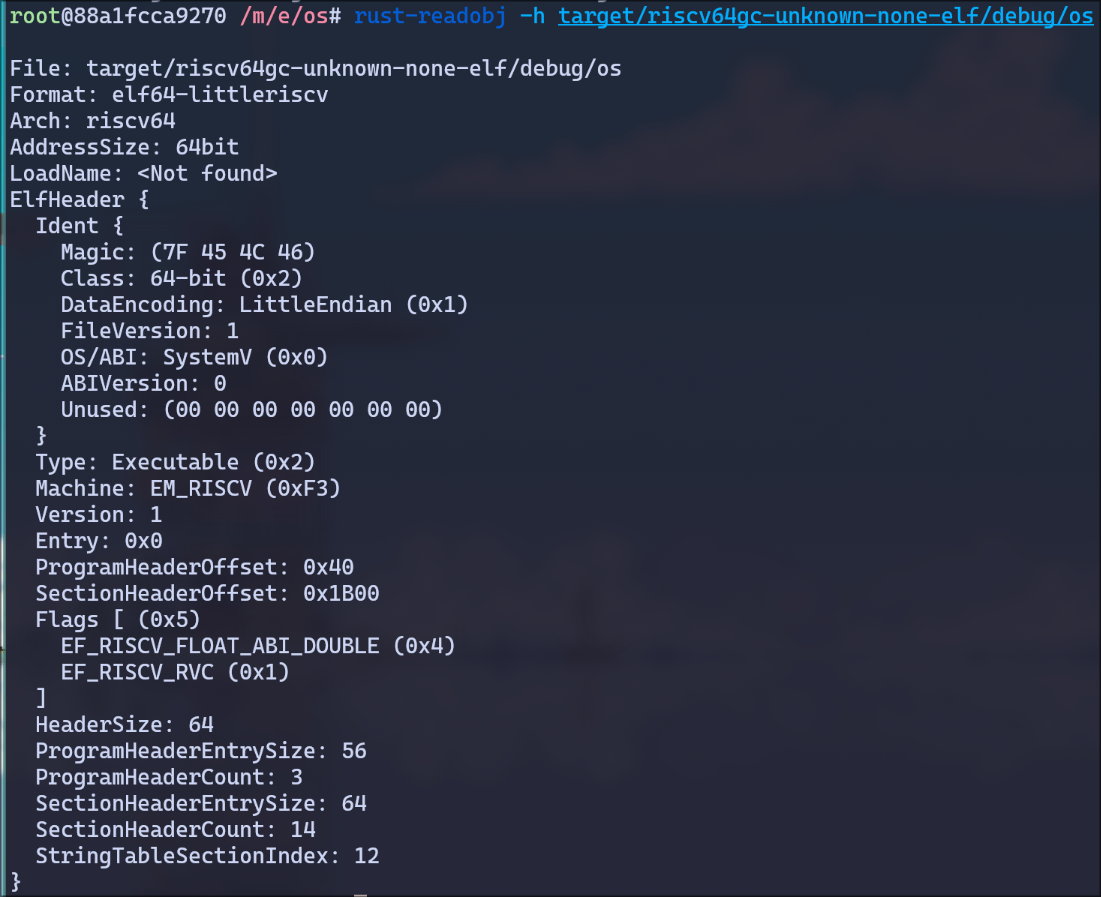 root@88a1fcca9270 /m/e/os# rust-readobj -h target/riscv64gc-unknown-none-elf/debug/os

File: target/riscv64gc-unknown-none-elf/debug/os
Format: elf64-littleriscv
Arch: riscv64
AddressSize: 64bit
LoadName: <Not found>
ElfHeader {
  Ident {
    Magic: (7F 45 4C 46)
    Class: 64-bit (0x2)
    DataEncoding: LittleEndian (0x1)
    FileVersion: 1
    OS/ABI: SystemV (0x0)
    ABIVersion: 0
    Unused: (00 00 00 00 00 00 00)
  }
  Type: Executable (0x2)
  Machine: EM_RISCV (0xF3)
  Version: 1
  Entry: 0x0
  ProgramHeaderOffset: 0x40
  SectionHeaderOffset: 0x1B00
  Flags [ (0x5)
    EF_RISCV_FLOAT_ABI_DOUBLE (0x4)
    EF_RISCV_RVC (0x1)
  ]
  HeaderSize: 64
  ProgramHeaderEntrySize: 56
  ProgramHeaderCount: 3
  SectionHeaderEntrySize: 64
  SectionHeaderCount: 14
  StringTableSectionIndex: 12
}